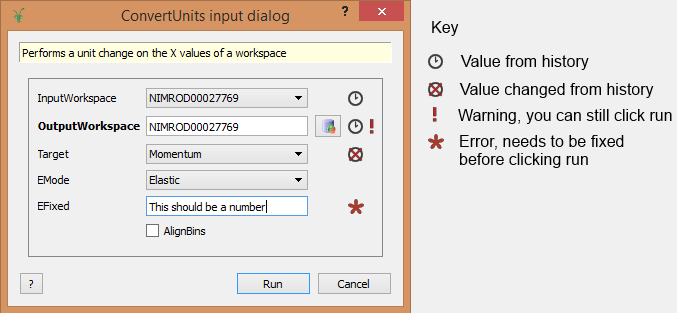 ConvertUnits input dialog
? ×
Performs a unit change on the X values of a workspace
InputWorkspace NIMROD00027769
OutputWorkspace NIMROD00027769
Target Momentum
EMode Elastic
EFixed This should be a number
AlignBins
? Run Cancel
Key
Value from history
Value changed from history
Warning, you can still click run
Error, needs to be fixed
before clicking run